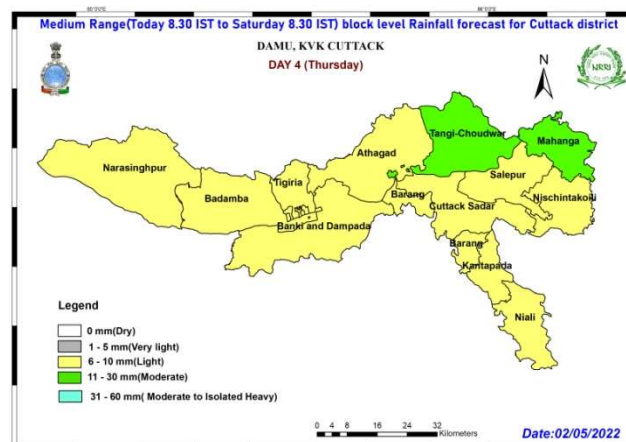 Medium Range(Today 8.30 IST to Saturday 8.30 IST) block level Rainfall forecast for Cuttack district
DAMU, KVK CUTTACK
DAY 4 (Thursday)
NRRI
N
Tangi-Choudwar
Mahanga
Athagad
Narasinghpur
Salepur
Tigiria
Badamba
Barang
Nischintakoili
Cuttack Sadar
Banki and Dampada
Barang
Kantapada
Niali
Legend
0 mm(Dry)
1 - 5 mm(Very light)
6 - 10 mm(Light)
11 - 30 mm(Moderate)
31 - 60 mm( Moderate to Isolated Heavy)
0 4 8 16 24 32
Kilometers
Date:02/05/2022